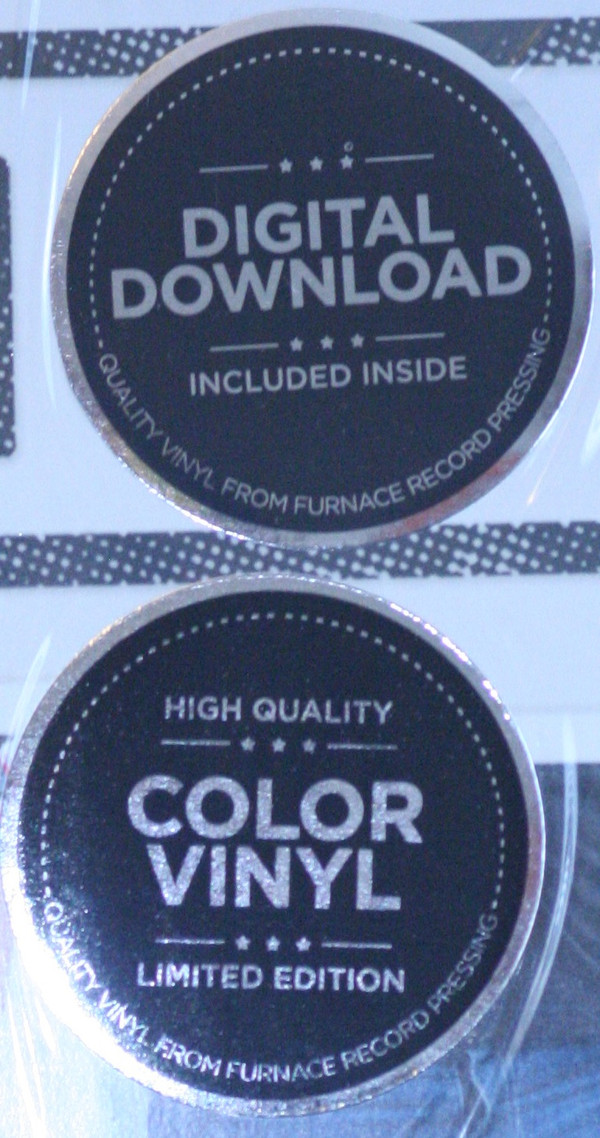 DIGITAL
DOWNLOAD
INCLUDED INSIDE
QUALITY VINYL FROM FURNACE RECORD PRESSING
HIGH QUALITY
COLOR
VINYL
LIMITED EDITION
QUALITY VINYL FROM FURNACE RECORD PRESSING